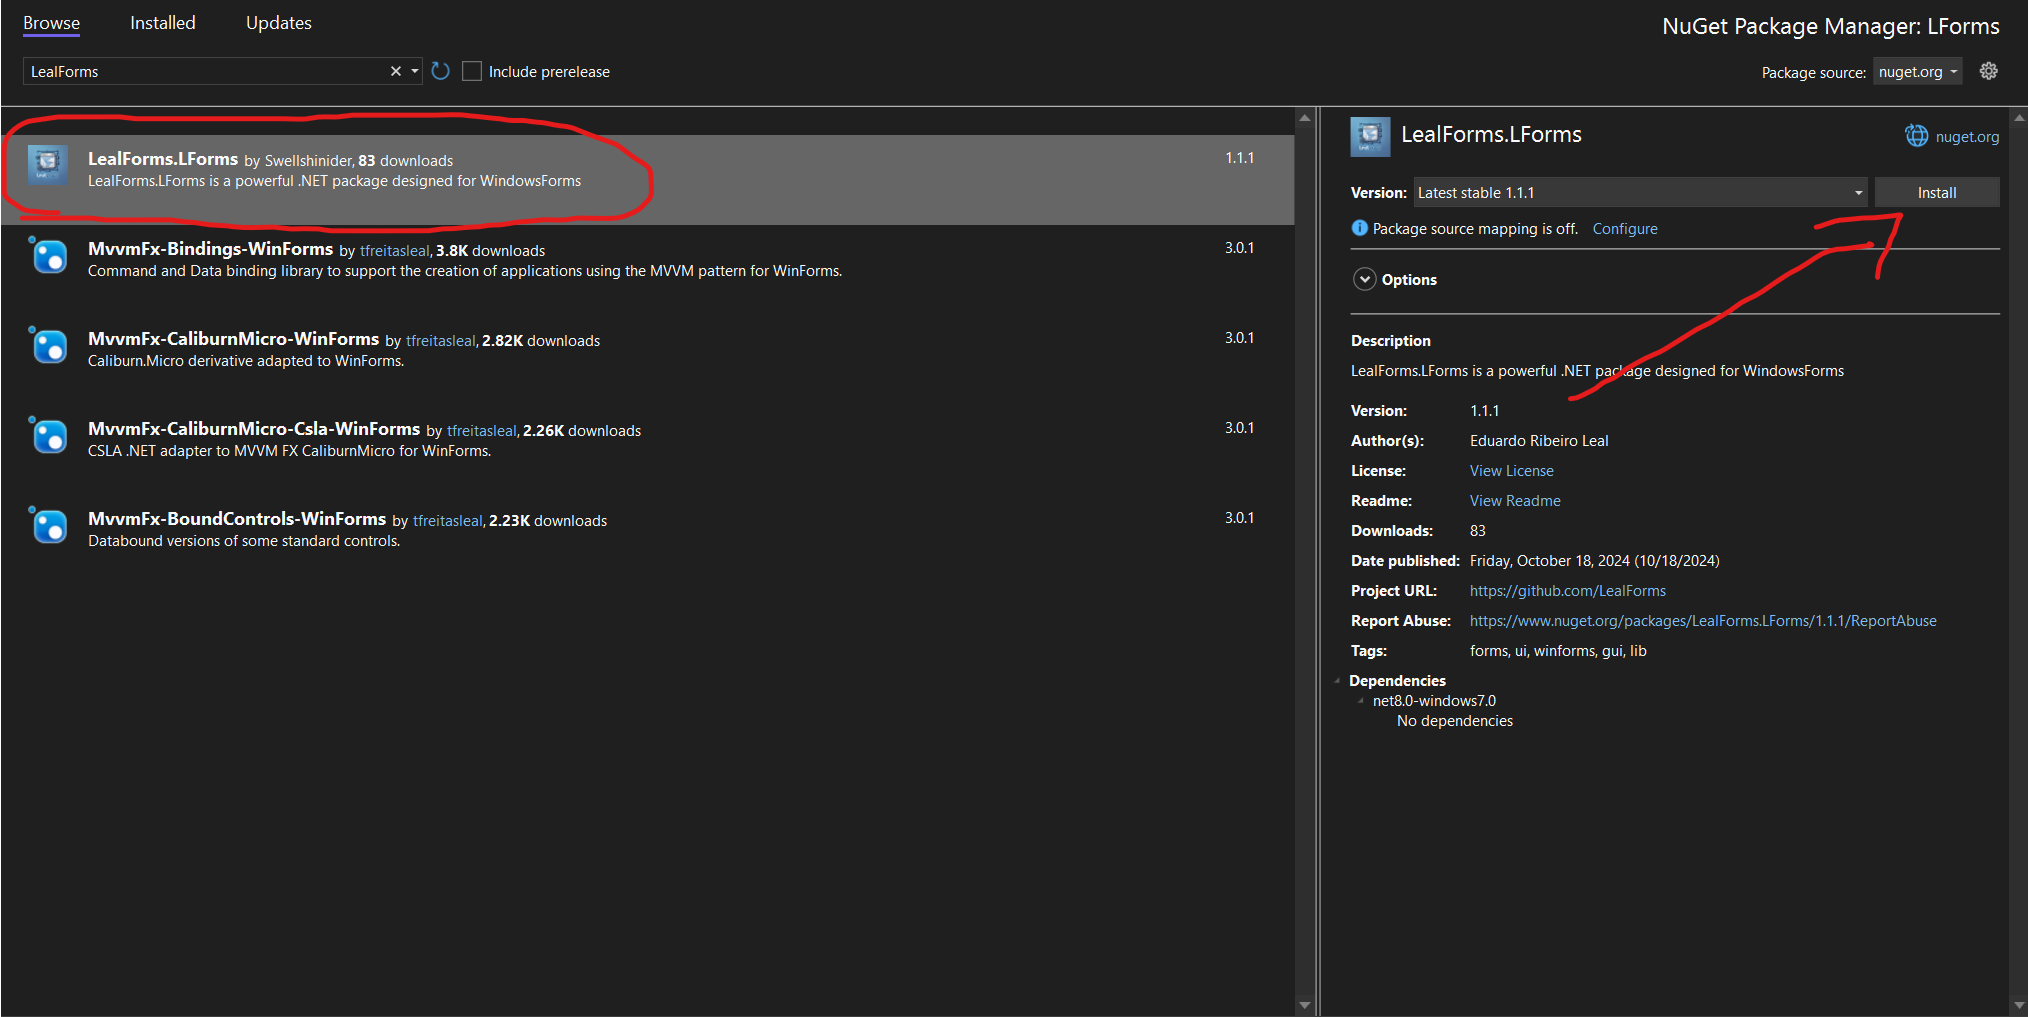 Browse Installed Updates
NuGet Package Manager: LForms
LealForms
Include prerelease
Package source: nuget.org
LealForms.LForms by Swellshinider, 83 downloads 1.1.1
LealForms.LForms is a powerful .NET package designed for WindowsForms
MvvmFx-Bindings-WinForms by tfreitasleal, 3.8K downloads 3.0.1
Command and Data binding library to support the creation of applications using the MVVM pattern for WinForms.
MvvmFx-CaliburnMicro-WinForms by tfreitasleal, 2.82K downloads 3.0.1
Caliburn.Micro derivative adapted to WinForms.
MvvmFx-CaliburnMicro-Csla-WinForms by tfreitasleal, 2.26K downloads 3.0.1
CSLA .NET adapter to MVVM FX CaliburnMicro for WinForms.
MvvmFx-BoundControls-WinForms by tfreitasleal, 2.23K downloads 3.0.1
Databound versions of some standard controls.
LealForms.LForms
nuget.org
Version: Latest stable 1.1.1 Install
Package source mapping is off. Configure
Options
Description
LealForms.LForms is a powerful .NET package designed for WindowsForms
Version: 1.1.1
Author(s): Eduardo Ribeiro Leal
License: View License
Readme: View Readme
Downloads: 83
Date published: Friday, October 18, 2024 (10/18/2024)
Project URL: https://github.com/LealForms
Report Abuse: https://www.nuget.org/packages/LealForms.LForms/1.1.1/ReportAbuse
Tags: forms, ui, winforms, gui, lib
Dependencies
net8.0-windows7.0
No dependencies